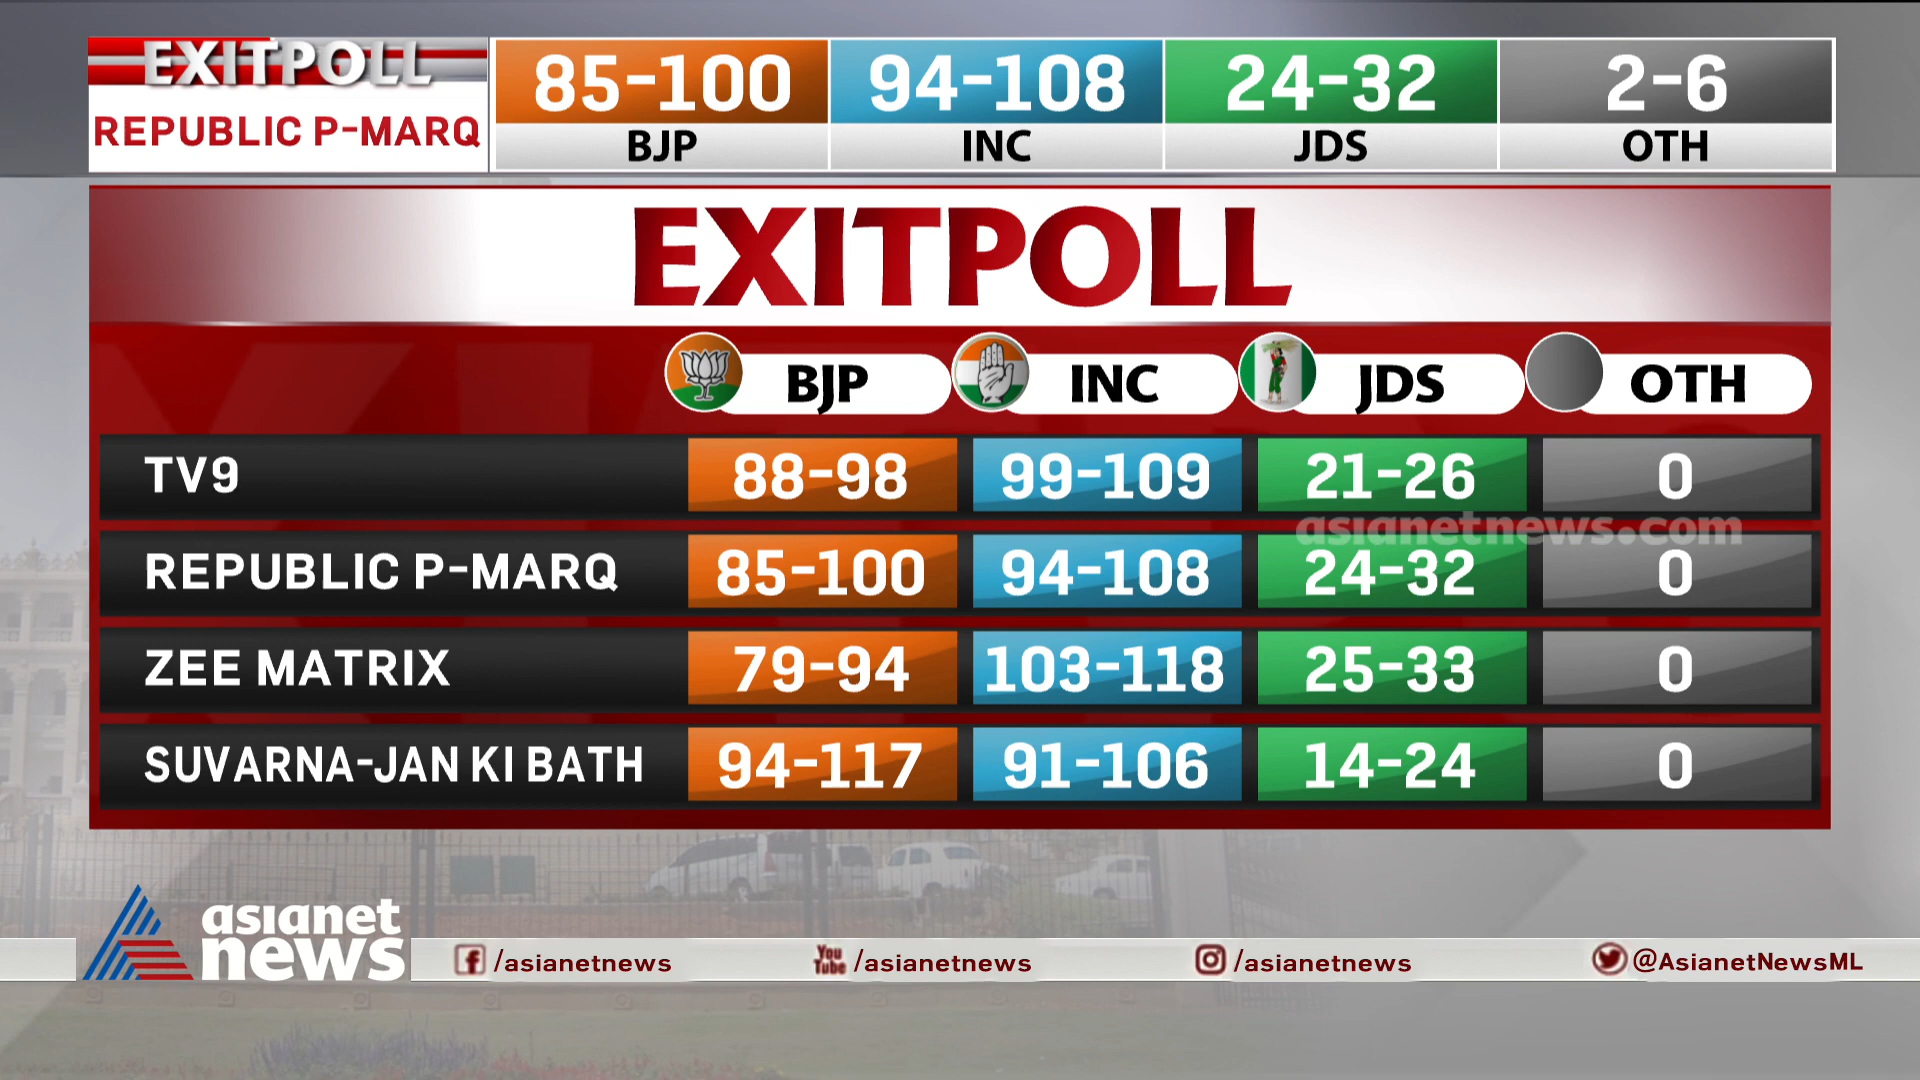 EXITPOLL
REPUBLIC P-MARQ
85-100 94-108 24-32 2-6
BJP INC JDS OTH
EXITPOLL
BJP INC JDS OTH
TV9 88-98 99-109 21-26 0
asianetnews.com
REPUBLIC P-MARQ 85-100 94-108 24-32 0
ZEE MATRIX 79-94 103-118 25-33 0
SUVARNA-JAN KI BATH 94-117 91-106 14-24 0
asianet
news
/asianetnews You Tube /asianetnews /asianetnews @AsianetNewsML